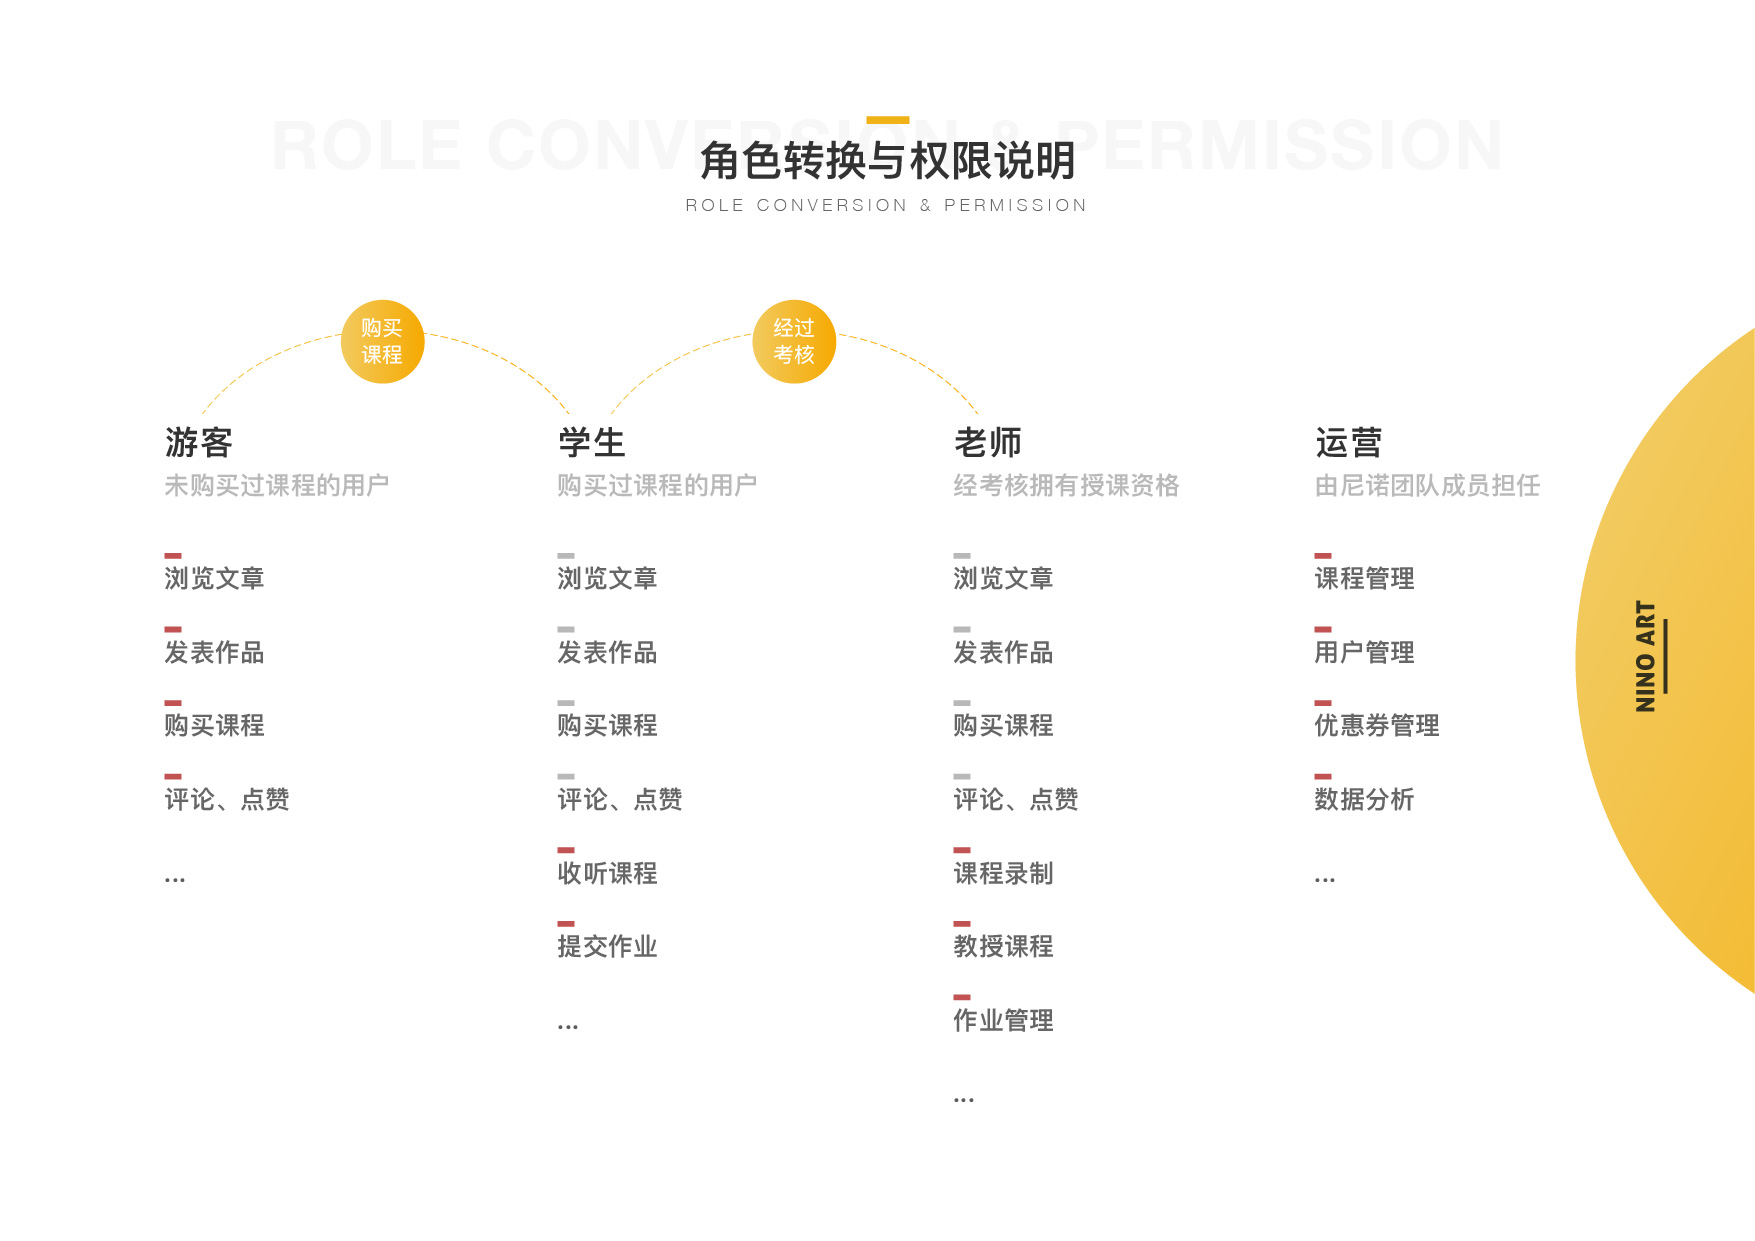 ROLE CONVERSION & PERMISSION
角色转换与权限说明
ROLE CONVERSION & PERMISSION
购买
课程
经过
考核
游客
未购买过课程的用户
浏览文章
发表作品
购买课程
评论、点赞
...
学生
购买过课程的用户
浏览文章
发表作品
购买课程
评论、点赞
收听课程
提交作业
...
老师
经考核拥有授课资格
浏览文章
发表作品
购买课程
评论、点赞
课程录制
教授课程
作业管理
...
运营
由尼诺团队成员担任
课程管理
用户管理
优惠券管理
数据分析
...
NINO ART